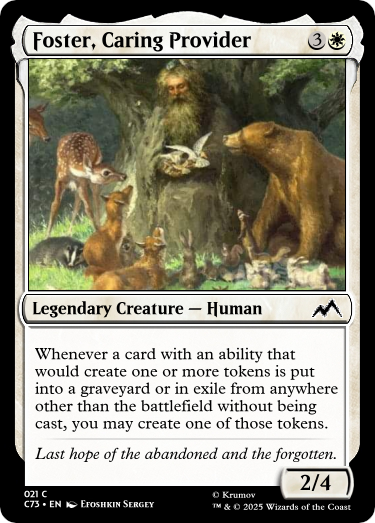 Foster, Caring Provider 3
Legendary Creature — Human
Whenever a card with an ability that
would create one or more tokens is put
into a graveyard or in exile from anywhere
other than the battlefield without being
cast, you may create one of those tokens.
Last hope of the abandoned and the forgotten.
2/4
021 C
C73 • EN Efoshkin Sergey
© Krumov
™ & © 2025 Wizards of the Coast